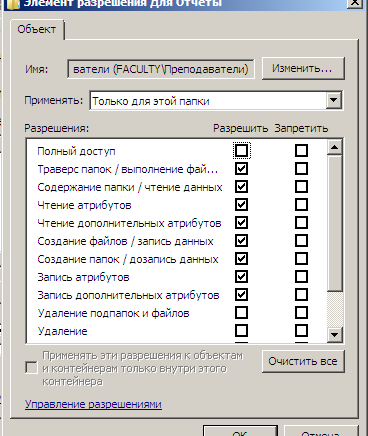 Элемент разрешения для Отчеты
Объект
Имя: ватели (FACULTY\Преподаватели) Изменить...
Применять: Только для этой папки
Разрешения: Разрешить Запретить
Полный доступ
Траверс папок / выполнение фай...
Содержание папки / чтение данных
Чтение атрибутов
Чтение дополнительных атрибутов
Создание файлов / запись данных
Создание папок / дозапись данных
Запись атрибутов
Запись дополнительных атрибутов
Удаление подпапок и файлов
Удаление
Применять эти разрешения к объектам
и контейнерам только внутри этого
контейнера
Очистить все
Управление разрешениями
ОК Отмена